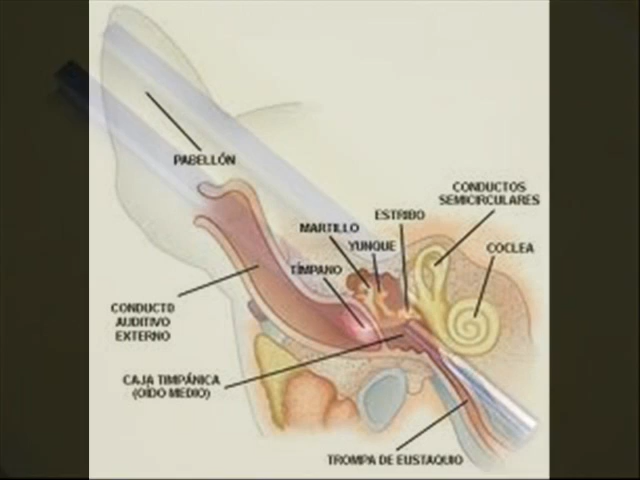 PABELLÓN
CONDUCTOS
SEMICIRCULARES
ESTRIBO
MARTILLO
YUNQUE
COCLEA
TÍMPANO
CONDUCTO
AUDITIVO
EXTERNO
CAJA TIMPÁNICA
(OÍDO MEDIO)
TROMPA DE EUSTAQUIO